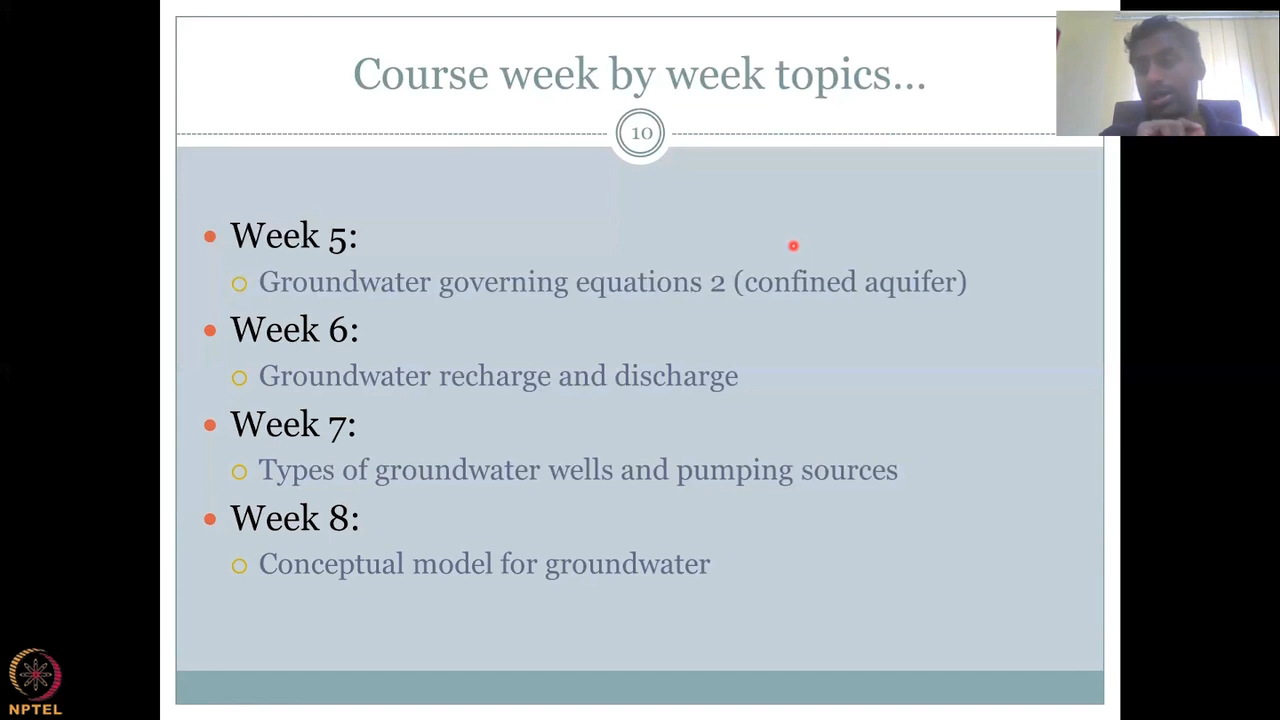 Course week by week topics...
10
Week 5:
Groundwater governing equations 2 (confined aquifer)
Week 6:
Groundwater recharge and discharge
Week 7:
Types of groundwater wells and pumping sources
Week 8:
Conceptual model for groundwater
NPTEL